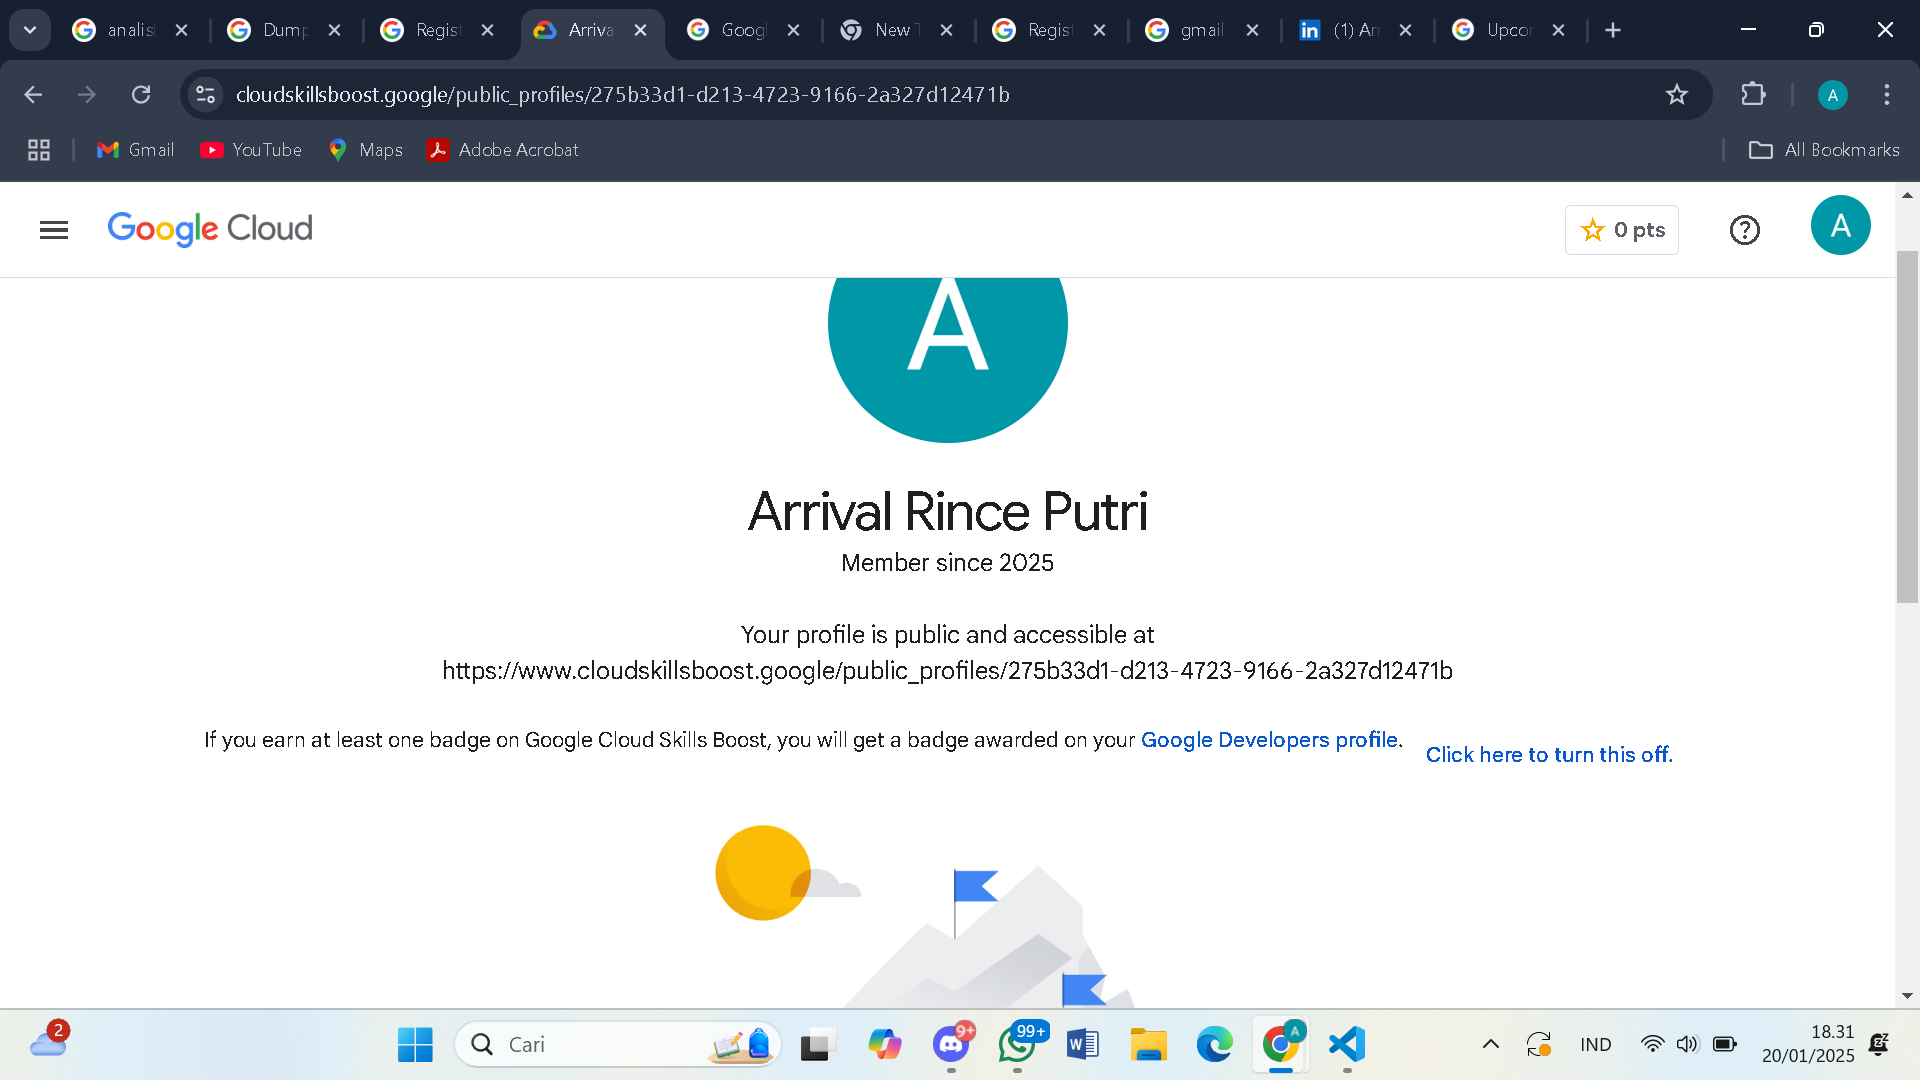 analisi
Dump
Regist
Arriva
Googl
New T
Regist
gmail
(1) Arr
Upcor
cloudskillsboost.google/public_profiles/275b33d1-d213-4723-9166-2a327d12471b
A
Gmail
YouTube
Maps
Adobe Acrobat
All Bookmarks
Google Cloud
0 pts
A
A
Arrival Rince Putri
Member since 2025
Your profile is public and accessible at
https://www.cloudskillsboost.google/public_profiles/275b33d1-d213-4723-9166-2a327d12471b
If you earn at least one badge on Google Cloud Skills Boost, you will get a badge awarded on your Google Developers profile.
Click here to turn this off.
2
Cari
9+
99+
A
IND
18.31
20/01/2025